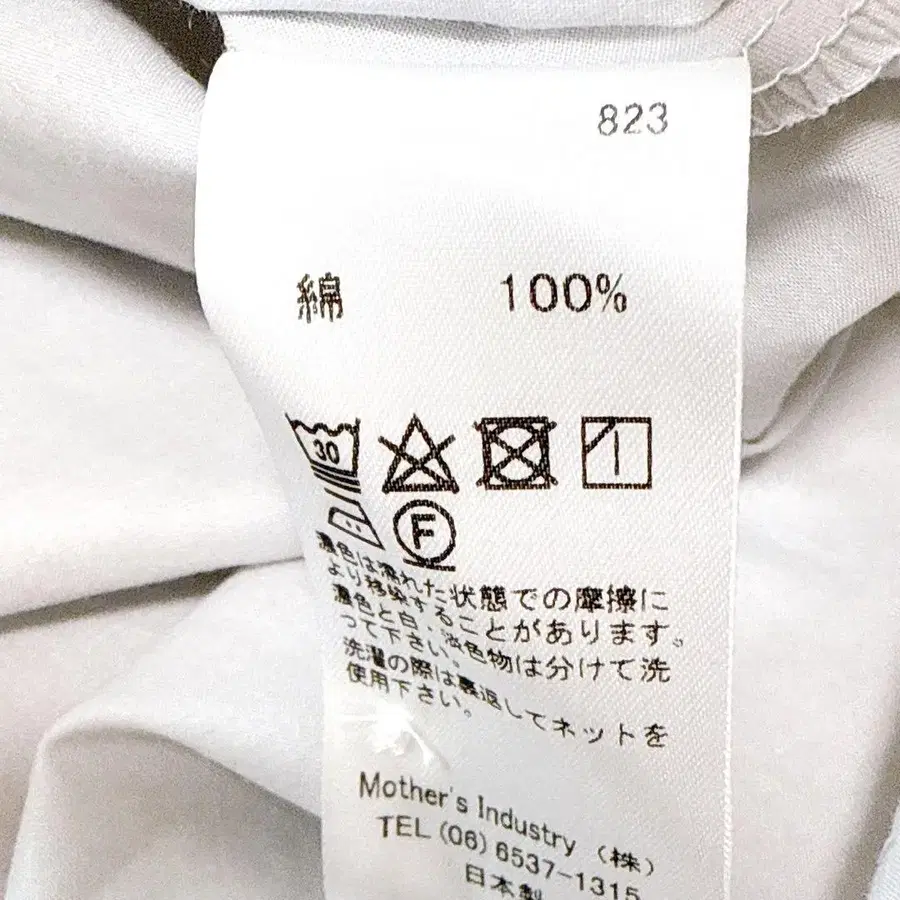 823
綿 100%
30
F
濃色は濡れた状態での摩擦に
より移染することがあります。
濃色と白・淡色物は分けて洗
って下さい。
洗濯の際は裏返してネットを
使用下さい。
Mother's Industry (株)
TEL (06) 6537-1315
日本製